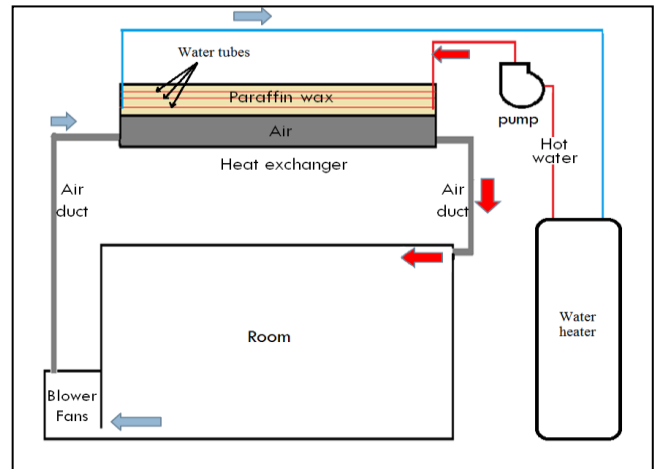 Water tubes
Paraffin wax
pump
Air
Hot
water
Heat exchanger
Air
duct
Air
duct
Water
heater
Room
Blower
Fans